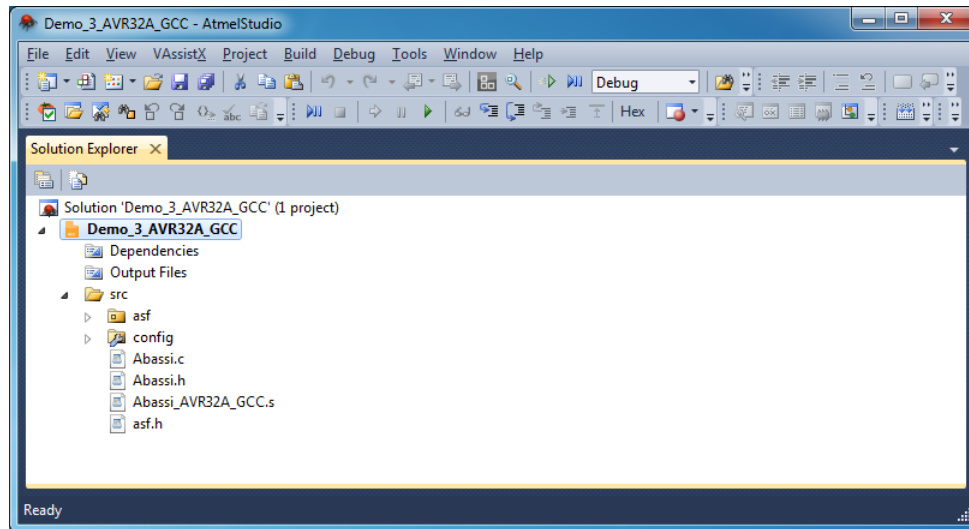 Demo_3_AVR32A_GCC - AtmelStudio
File Edit View VAssistX Project Build Debug Tools Window Help
Debug
Hex
Solution Explorer
Solution 'Demo_3_AVR32A_GCC' (1 project)
Demo_3_AVR32A_GCC
Dependencies
Output Files
src
asf
config
Abassi.c
Abassi.h
Abassi_AVR32A_GCC.s
asf.h
Ready